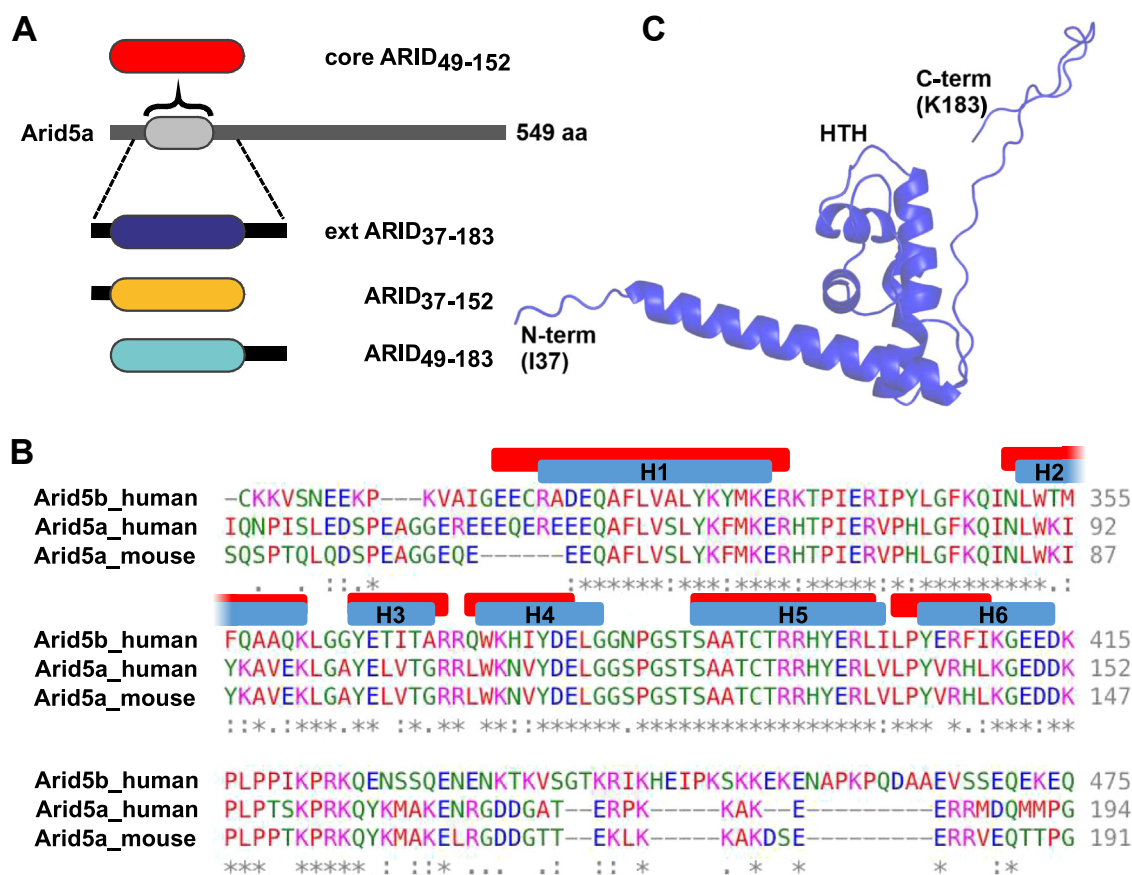 A
core ARID49-152
Arid5a
549 aa
ext ARID37-183
ARID37-152
ARID49-183
C
C-term
(K183)
HTH
N-term
(I37)
B
H1 H2
Arid5b_human -CKKVSNEEKP---KVAIGEECRADEQAFLVALYKYMKERKTPIERIPYLGFKQINLWTM 355
Arid5a_human IQNPISLEDSPEAGGEREEEQEREEEQAFLVSLYKFMKERHTPIERVPHLGFKQINLWKI 92
Arid5a_mouse SQSPTQLQDSPEAGGEQE------EEQAFLVSLYKFMKERHTPIERVPHLGFKQINLWKI 87
. . ::.* :******:***:****:*****:*:*********.:
H3 H4 H5 H6
Arid5b_human FQAAQKLGGYETITARRQWKHIYDELGGNPGSTSAATCTRRHYERLILPYERFIKGEEDK 415
Arid5a_human YKAVEKLGAYELVTGRRLWKNVYDELGGSPGSTSAATCTRRHYERLVLPYVRHLKGEDDK 152
Arid5a_mouse YKAVEKLGAYELVTGRRLWKNVYDELGGSPGSTSAATCTRRHYERLVLPYVRHLKGEDDK 147
::*.:***.** :*.** **::******.*****************:*** *.:***:**
Arid5b_human PLPPIKPRKQENSSQENENKTKVSGTKRIKHEIPKSKKEKENAPKPQDAAEVSSEQEKEQ 475
Arid5a_human PLPTSKPRKQYKMAKENRGDDGAT--ERPK-----KAK--E---------ERRMDQMMPG 194
Arid5a_mouse PLPPTKPRKQYKMAKELRGDDGTT--EKLK-----KAKDSE---------ERRVEQTTPG 191
*** ***** : :* .. . .: :: * . * * * :*